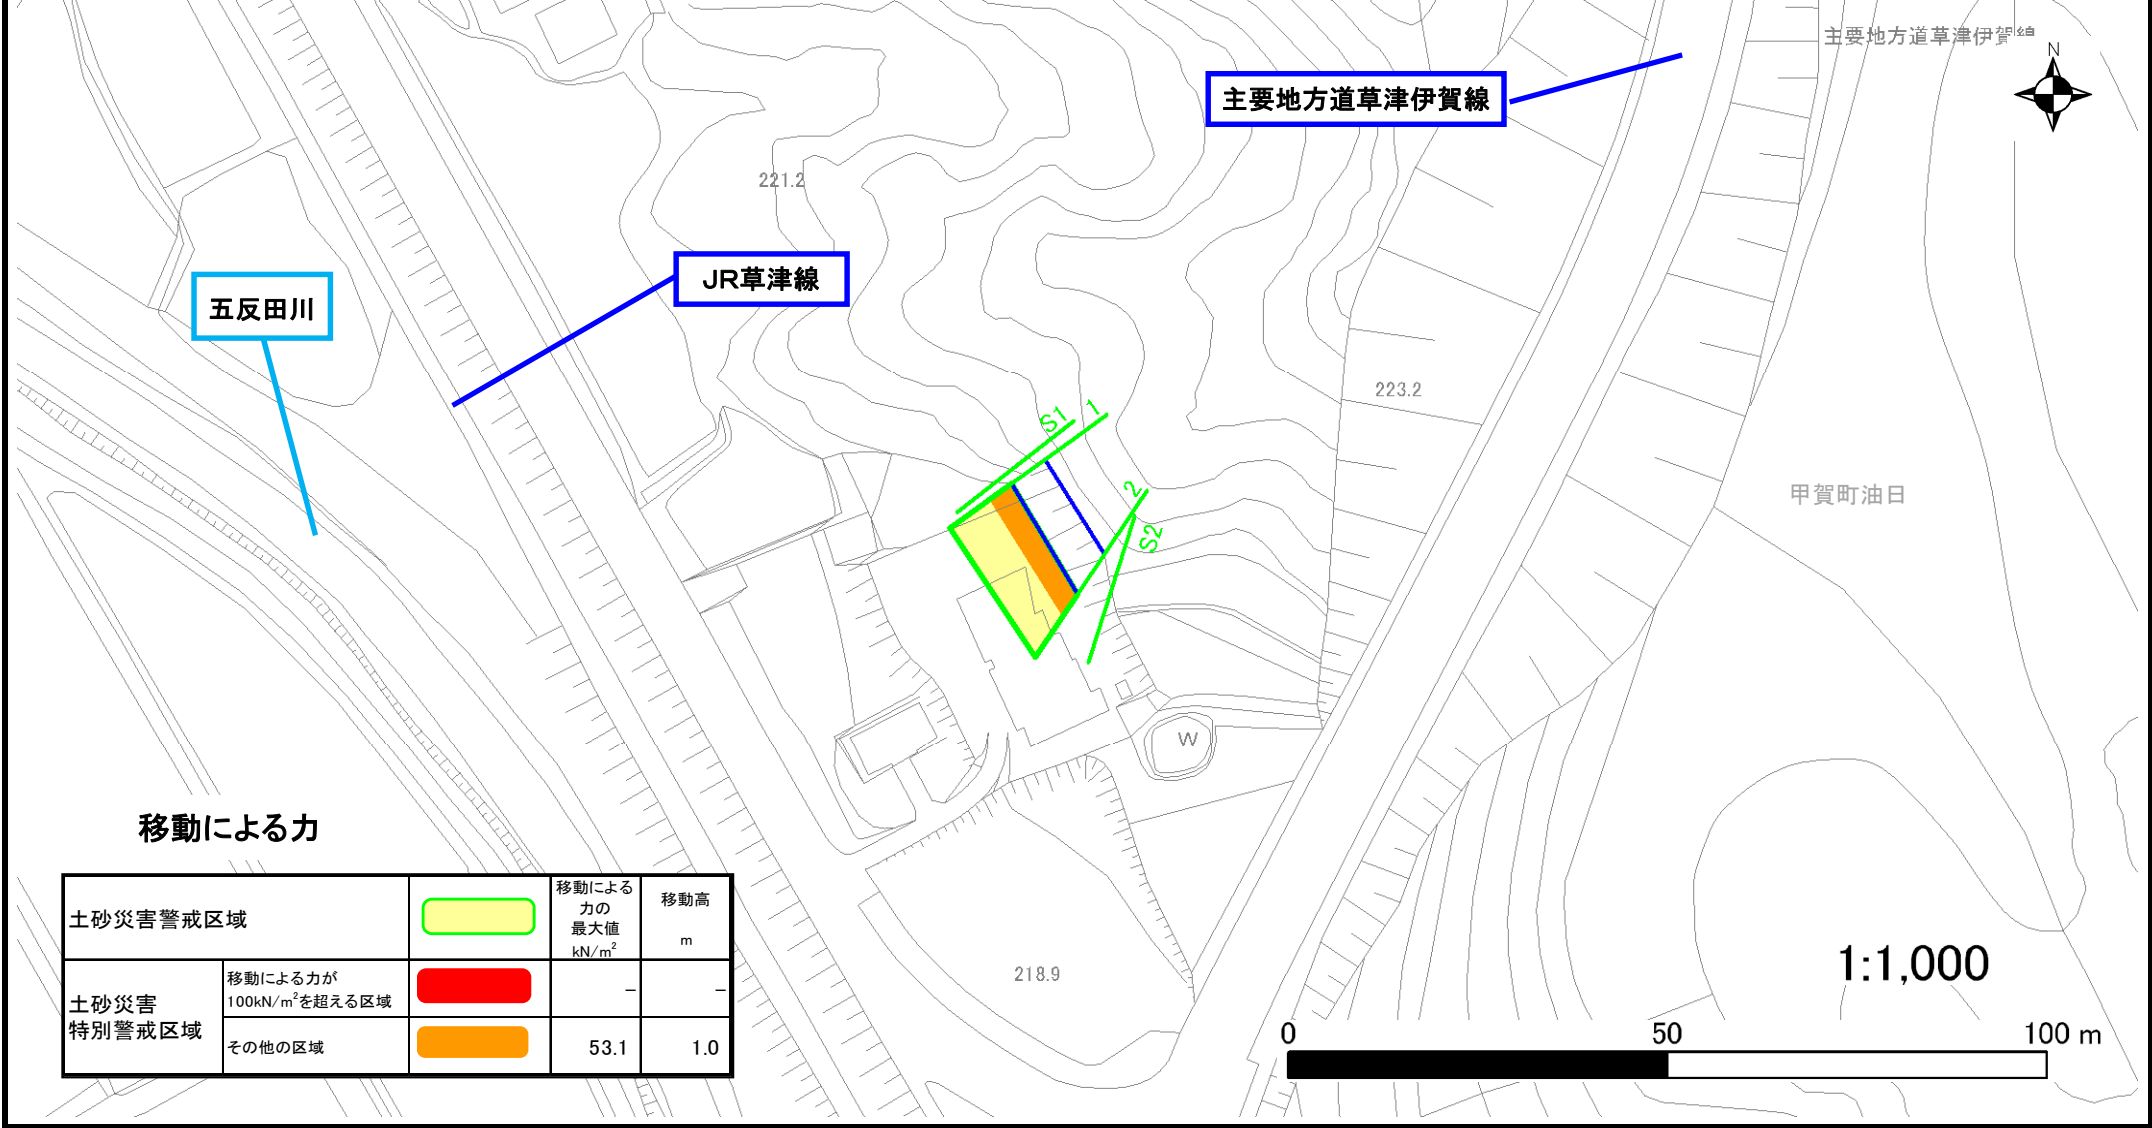 主要地方道草津伊賀線
N
主要地方道草津伊賀線
221.2
JR草津線
五反田川
223.2
S1
1
2
S2
甲賀町油日
W
218.9
移動による力
土砂災害警戒区域
移動による
力の
最大値
kN/m²
移動高
m
土砂災害
特別警戒区域
移動による力が
100kN/m²を超える区域
－
－
その他の区域
53.1
1.0
1:1,000
0
50
100 m